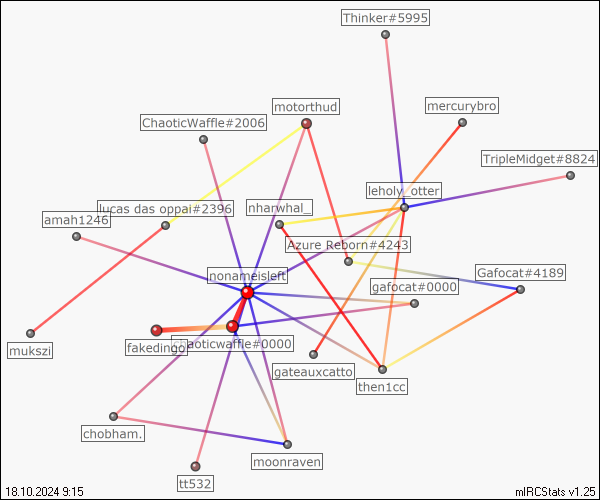 Thinker#5995
mercurybro
motorthud
ChaoticWaffle#2006
TripleMidget#8824
leholy_otter
lucas das oppai#2396
nharwhal_
amah1246
Azure Reborn#4243
nonameisleft
Gafocat#4189
gafocat#0000
chaoticwaffle#0000
fakedingo
mukszi
gateauxcatto
then1cc
chobham.
moonraven
tt532
18.10.2024 9:15
mIRCStats v1.25